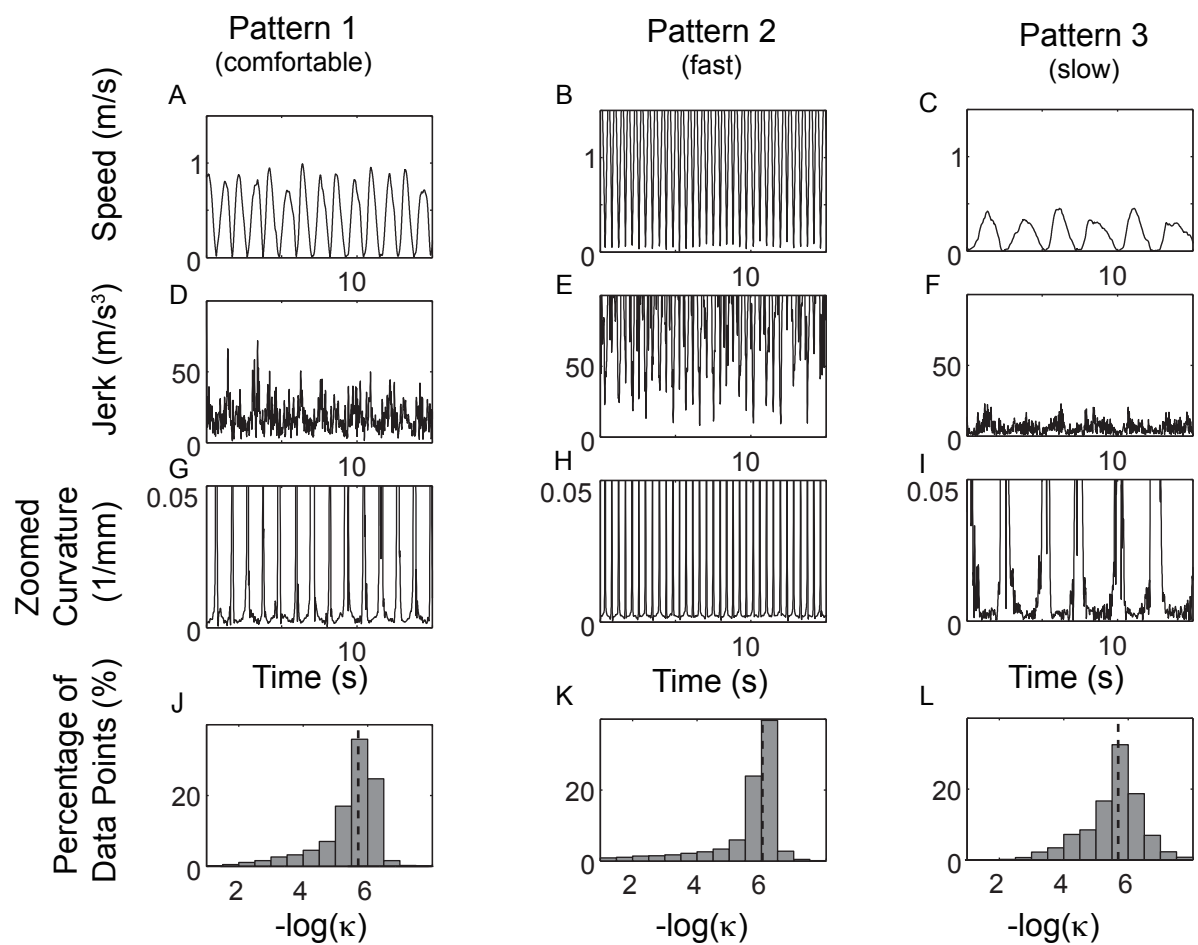 Pattern 1
(comfortable)
Pattern 2
(fast)
Pattern 3
(slow)
Speed (m/s)
A
1
0
10
B
1
0
10
C
1
0
10
Jerk (m/s³)
D
50
0
10
E
50
0
10
F
50
0
10
Zoomed
Curvature
(1/mm)
G
0.05
0
10
Time (s)
H
0.05
0
10
Time (s)
I
0.05
0
10
Time (s)
Percentage of
Data Points (%)
J
20
0
2 4 6
-log(κ)
K
20
0
2 4 6
-log(κ)
L
20
0
2 4 6
-log(κ)